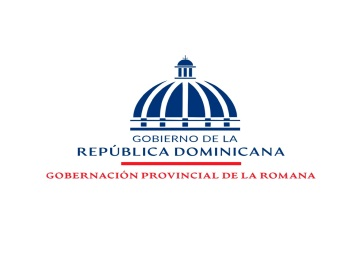 GOBIERNO DE LA
REPÚBLICA DOMINICANA
GOBERNACIÓN PROVINCIAL DE LA ROMANA